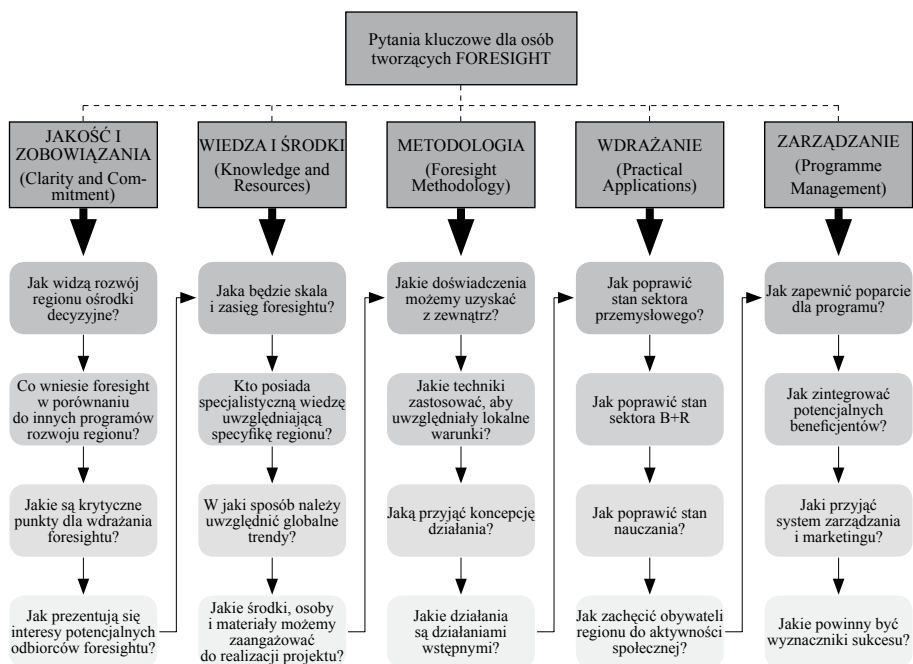 Pytania kluczowe dla osób
tworzących FORESIGHT
JAKOŚĆ I
ZOBOWIĄZANIA
(Clarity and Com-
mitment)
WIEDZA I ŚRODKI
(Knowledge and
Resources)
METODOLOGIA
(Foresight
Methodology)
WDRAŻANIE
(Practical
Applications)
ZARZĄDZANIE
(Programme
Management)
Jak widzą rozwój
regionu ośrodki
decyzyjne?
Co wniesie foresight
w porównaniu
do innych programów
rozwoju regionu?
Jakie są krytyczne
punkty dla wdrażania
foresightu?
Jak prezentują się
interesy potencjalnych
odbiorców foresightu?
Jaka będzie skala
i zasięg foresightu?
Kto posiada
specjalistyczną wiedzę
uwzględniającą
specyfikę regionu?
W jaki sposób należy
uwzględnić globalne
trendy?
Jakie środki, osoby
i materiały możemy
zaangażować
do realizacji projektu?
Jakie doświadczenia
możemy uzyskać
z zewnątrz?
Jakie techniki
zastosować, aby
uwzględniały lokalne
warunki?
Jaką przyjąć koncepcję
działania?
Jakie działania
są działaniami
wstępnymi?
Jak poprawić
stan sektora
przemysłowego?
Jak poprawić stan
sektora B+R
Jak poprawić stan
nauczania?
Jak zachęcić obywateli
regionu do aktywności
społecznej?
Jak zapewnić poparcie
dla programu?
Jak zintegrować
potencjalnych
beneficjentów?
Jaki przyjąć
system zarządzania
i marketingu?
Jakie powinny być
wyznaczniki sukcesu?